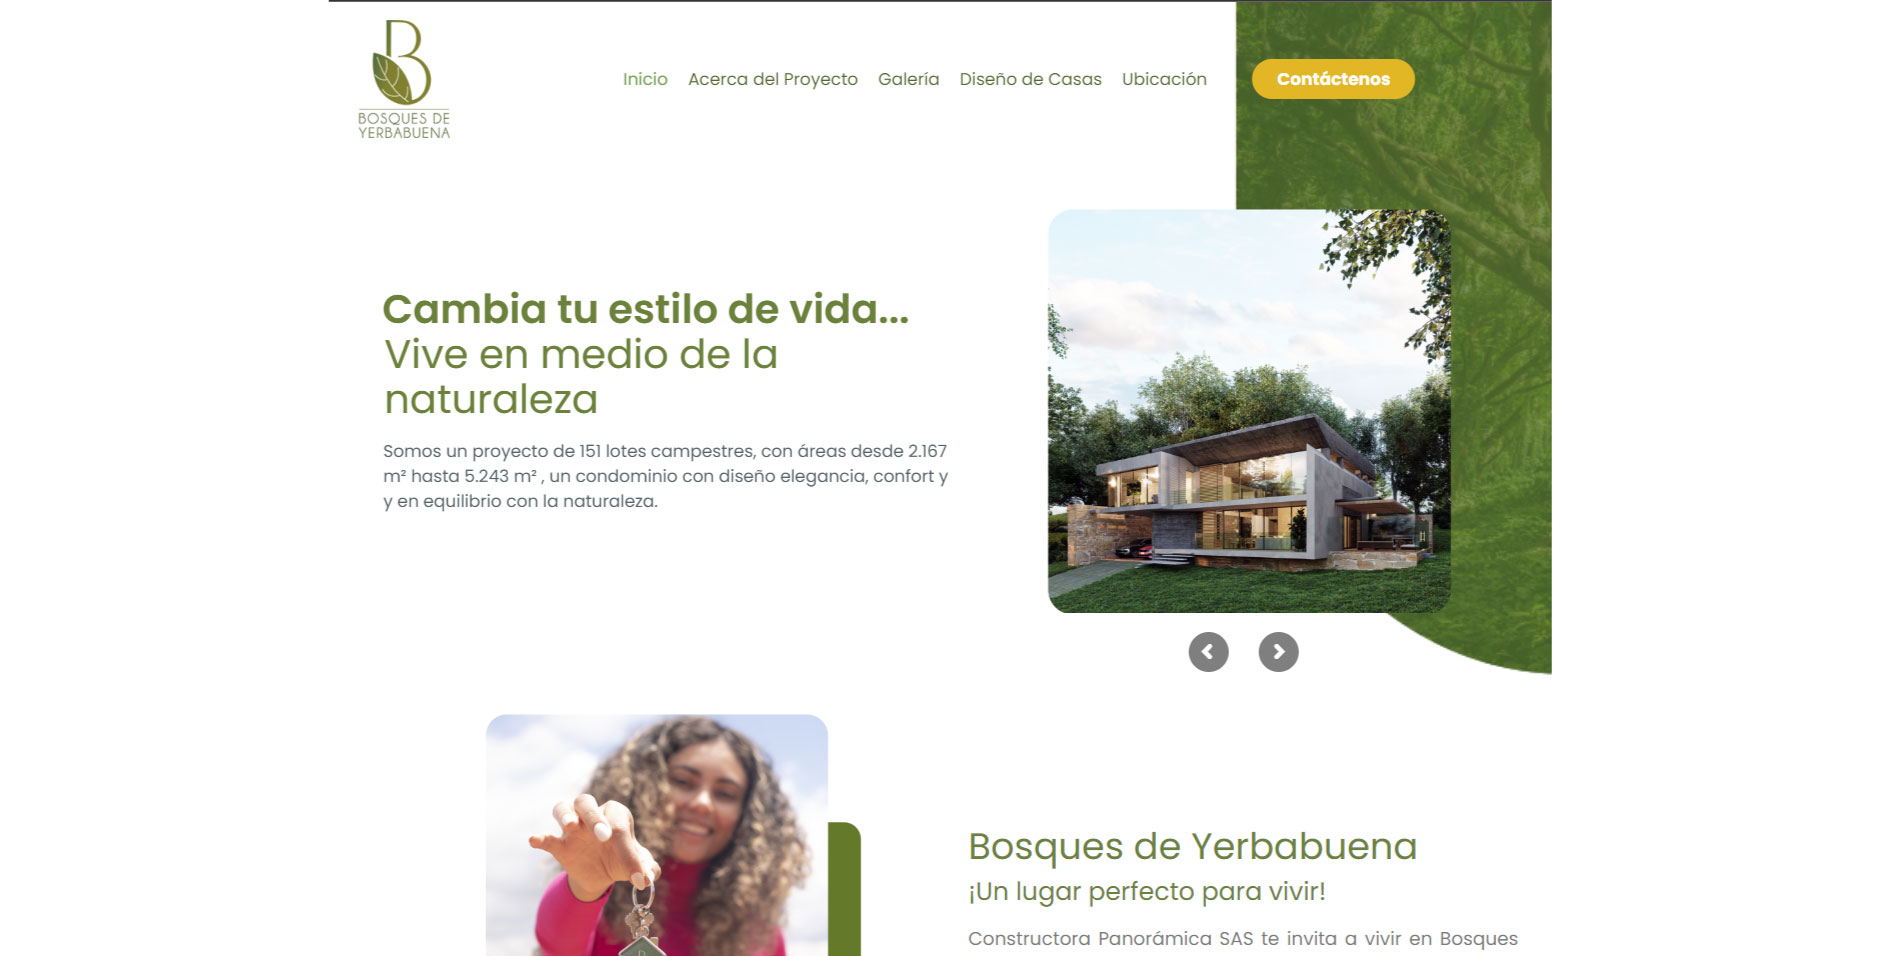 BOSQUES DE
YERBABUENA
Inicio Acerca del Proyecto Galería Diseño de Casas Ubicación Contáctenos
Cambia tu estilo de vida...
Vive en medio de la
naturaleza
Somos un proyecto de 151 lotes campestres, con áreas desde 2.167
m² hasta 5.243 m² , un condominio con diseño elegancia, confort y
y en equilibrio con la naturaleza.
Bosques de Yerbabuena
¡Un lugar perfecto para vivir!
Constructora Panorámica SAS te invita a vivir en Bosques